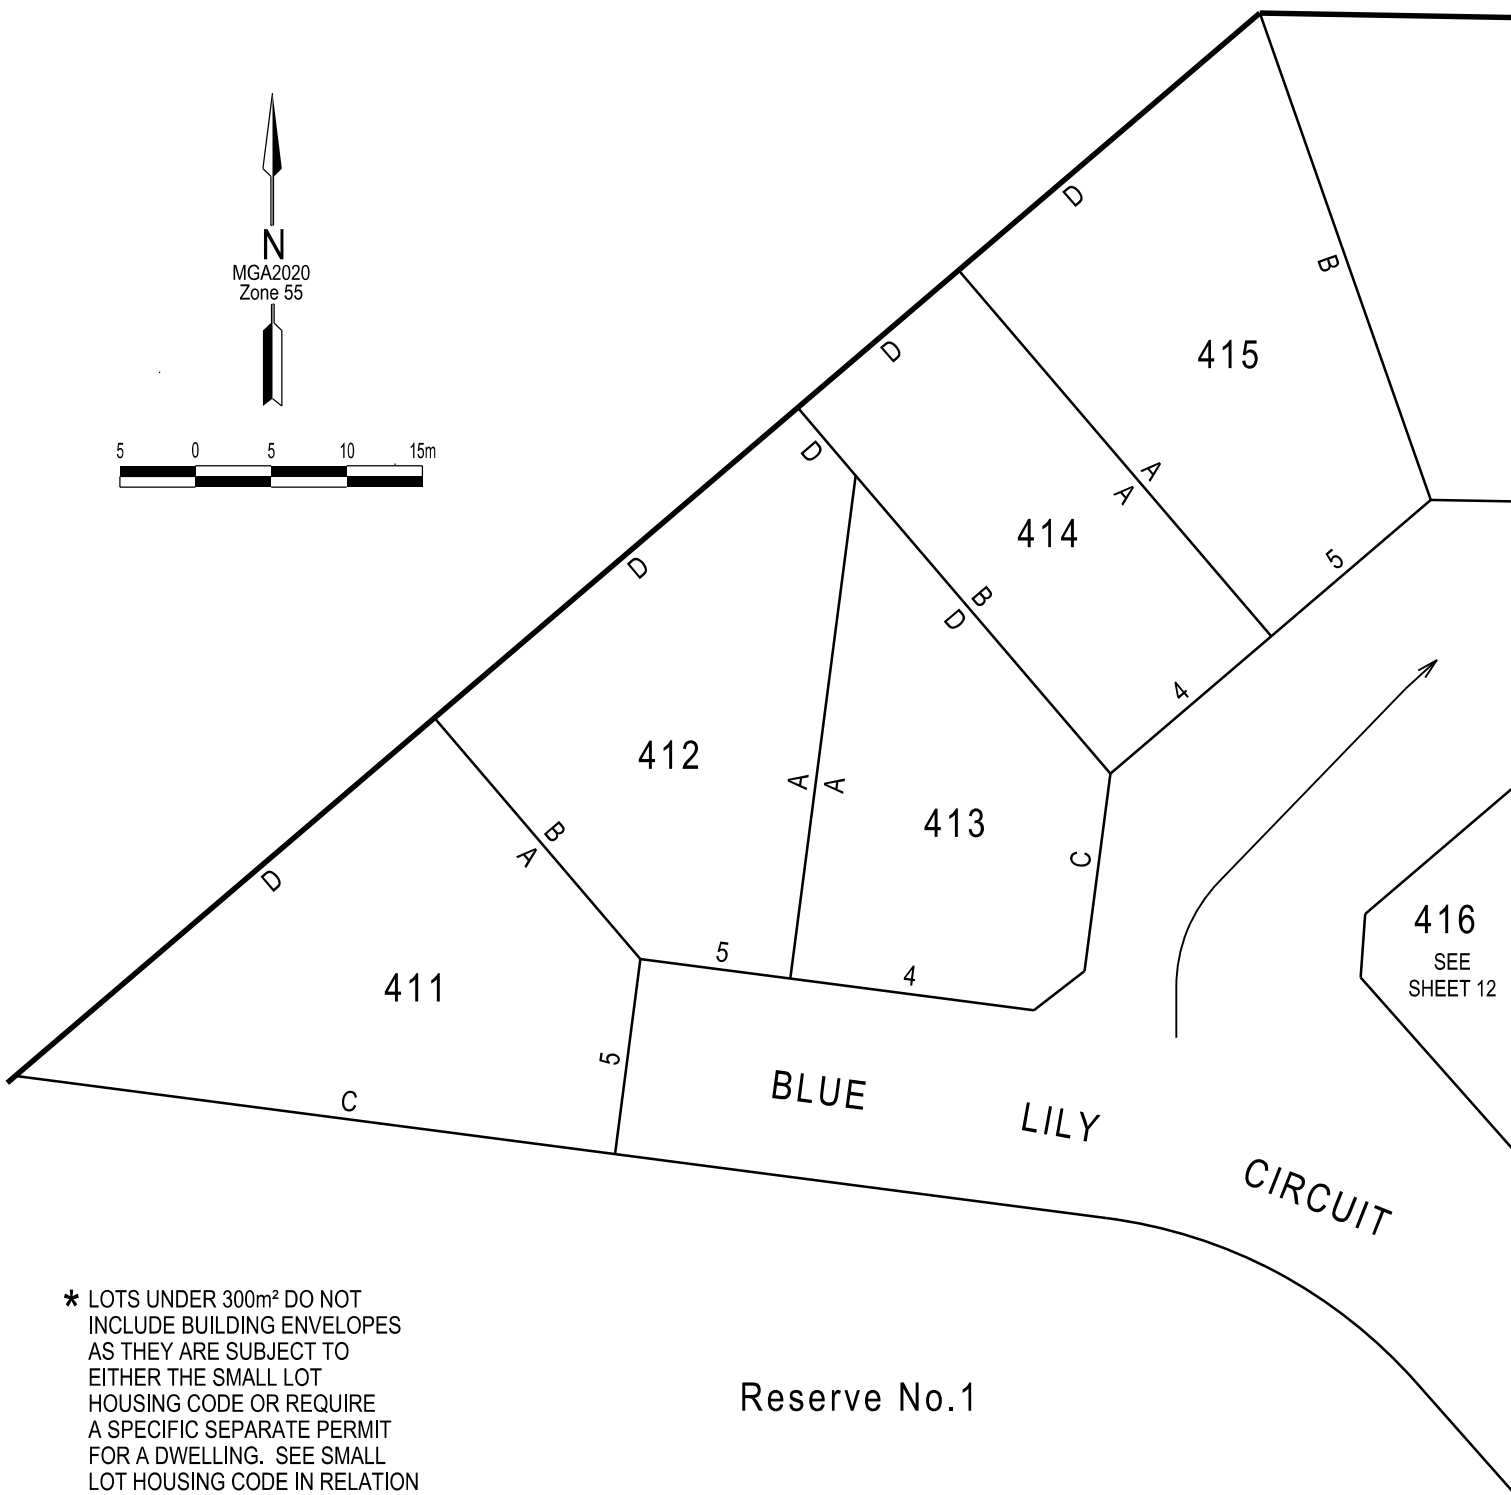 D
B
N
MGA2020
Zone 55
415
D
5 0 5 10 15m
D
A
A
414
5
D
B
D
4
412
A
A
413
B
A
C
D
416
5
SEE
4
SHEET 12
411
5
C
BLUE LILY CIRCUIT
* LOTS UNDER 300m² DO NOT
INCLUDE BUILDING ENVELOPES
AS THEY ARE SUBJECT TO
EITHER THE SMALL LOT
HOUSING CODE OR REQUIRE
A SPECIFIC SEPARATE PERMIT
FOR A DWELLING. SEE SMALL
LOT HOUSING CODE IN RELATION
Reserve No.1